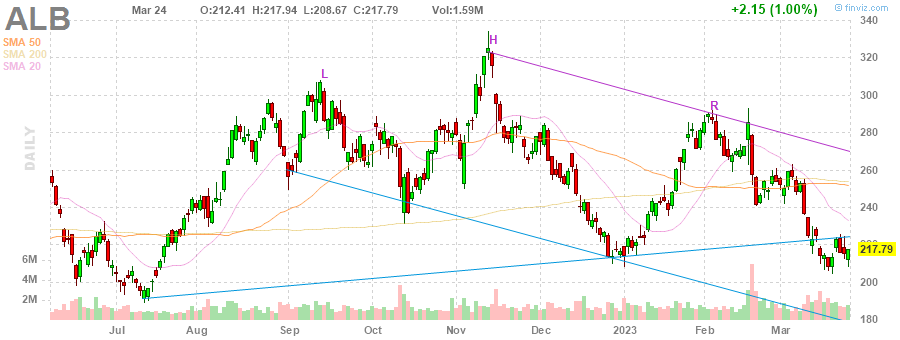 ALB Mar 24 O:212.41 H:217.94 L:208.67 C:217.79 Vol:1.59M +2.15 (1.00%) @ finviz.com
SMA 50
SMA 200
SMA 20
DAILY
L
H
R
340
320
300
280
260
240
220
217.79
200
180
6M
4M
2M
Jul Aug Sep Oct Nov Dec 2023 Feb Mar